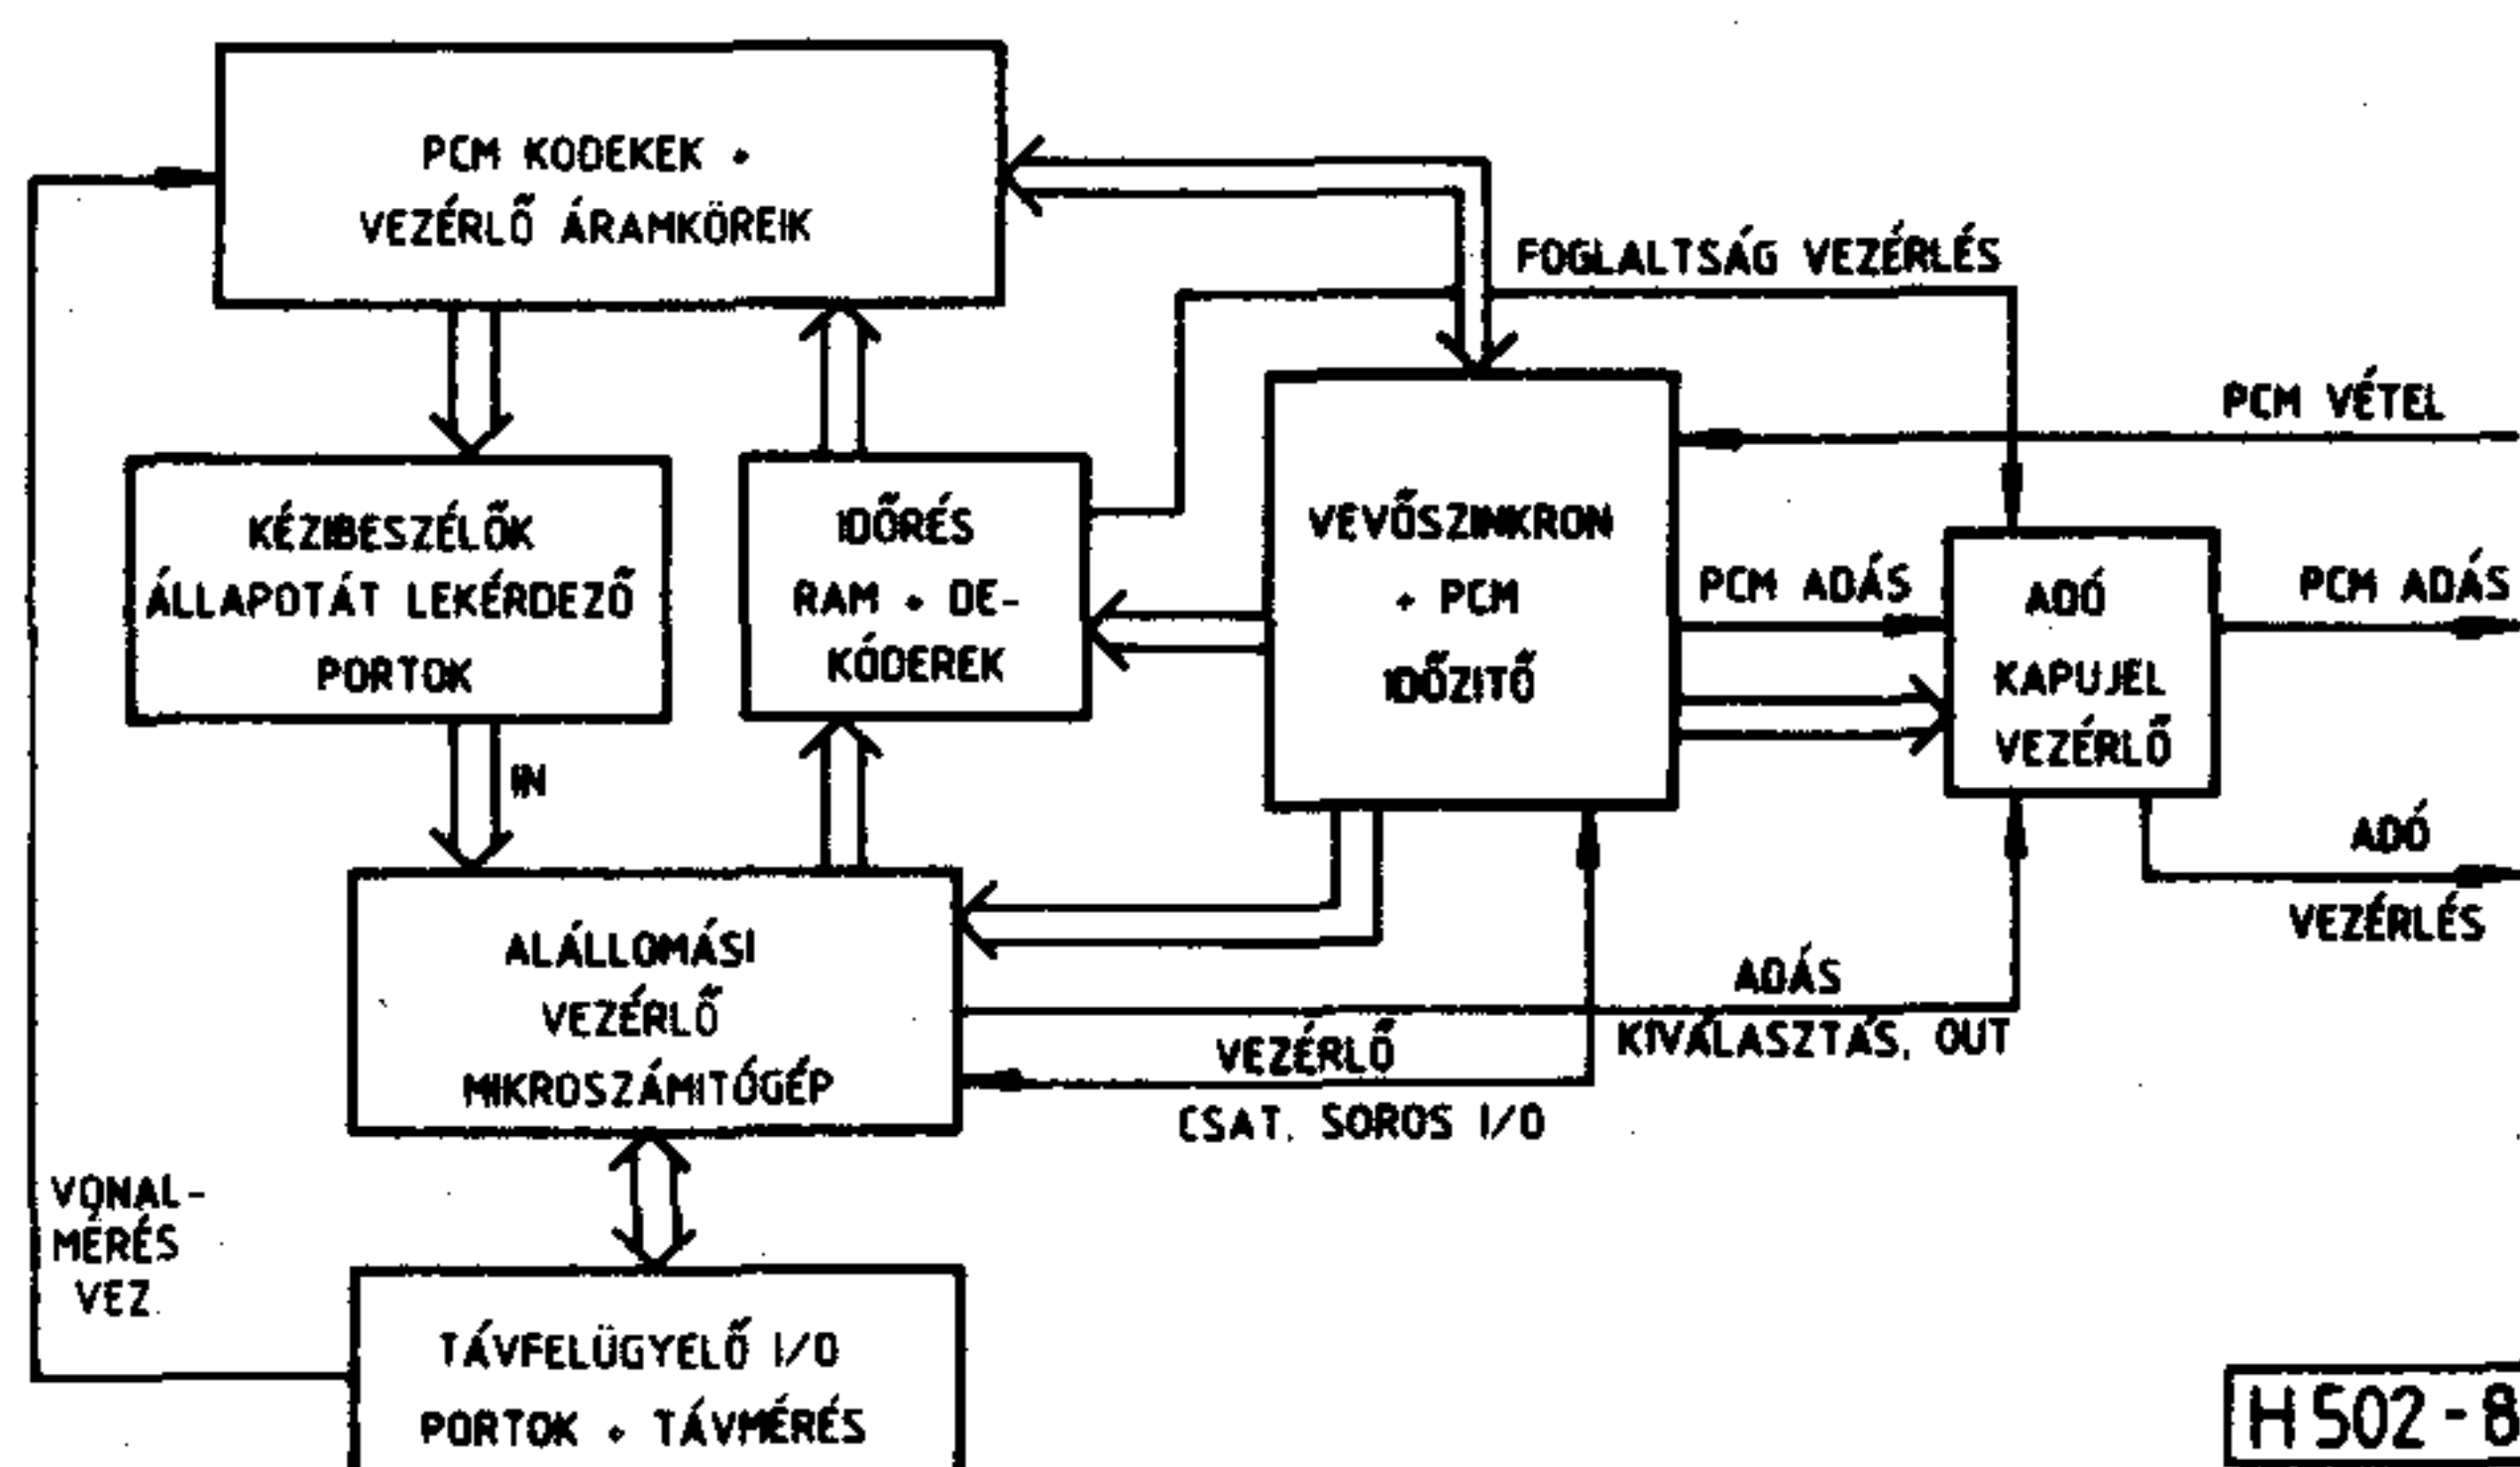 PCM KODEKEK +
VEZÉRLŐ ÁRAMKÖREIK
FOGLALTSÁG VEZÉRLÉS
PCM VÉTEL
KÉZIBESZÉLŐK
ÁLLAPOTÁT LEKÉRDEZŐ
PORTOK
IDŐRÉS
RAM + DE-
KÓDEREK
VEVŐSZINKRON
+ PCM
IDŐZITŐ
PCM ADÁS
ADÓ
KAPUJEL
VEZÉRLŐ
PCM ADÁS
IN
ADÓ
VEZÉRLÉS
ALÁLLOMÁSI
VEZÉRLŐ
MIKROSZÁMITÓGÉP
ADÁS
KIVÁLASZTÁS, OUT
VEZÉRLŐ
CSAT. SOROS I/O
VONAL-
MÉRÉS
VEZ.
TÁVFELÜGYELŐ I/O
PORTOK + TÁVMÉRÉS
H502-8